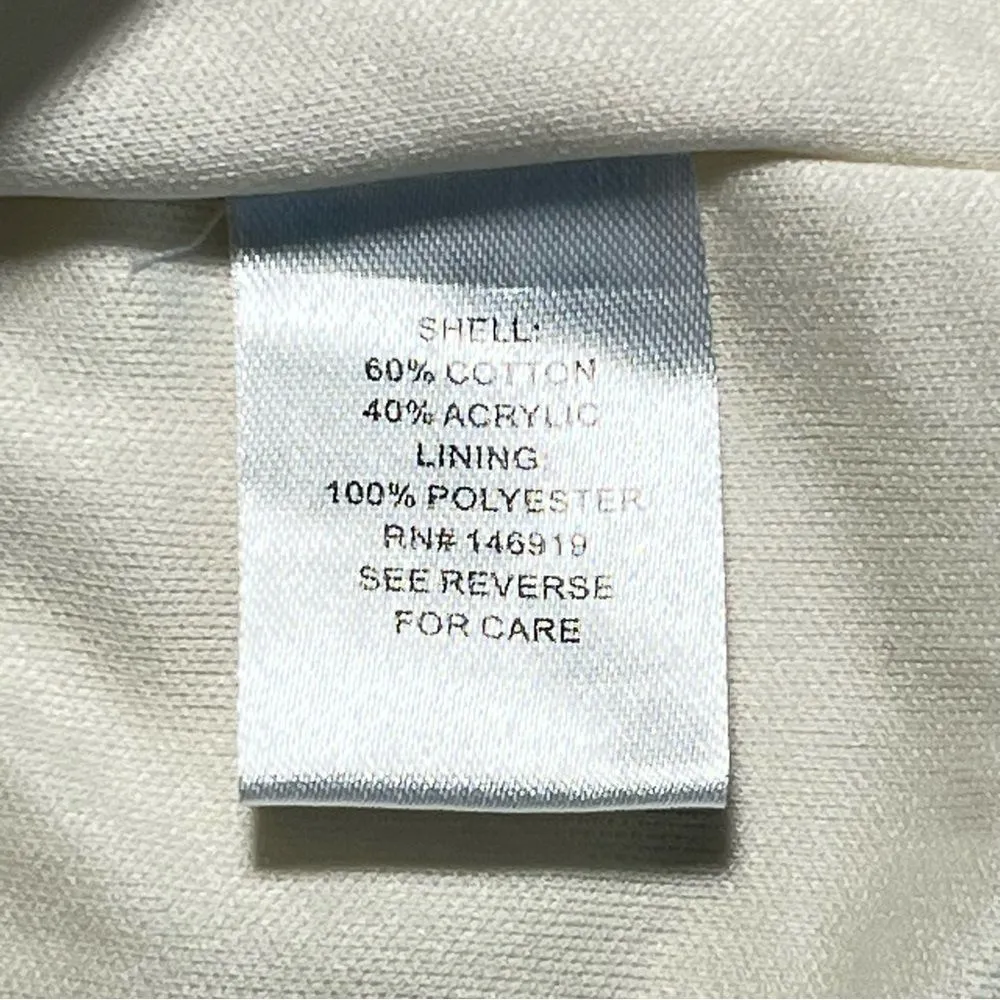 SHELL:
60% COTTON
40% ACRYLIC
LINING
100% POLYESTER
RN# 146919
SEE REVERSE
FOR CARE